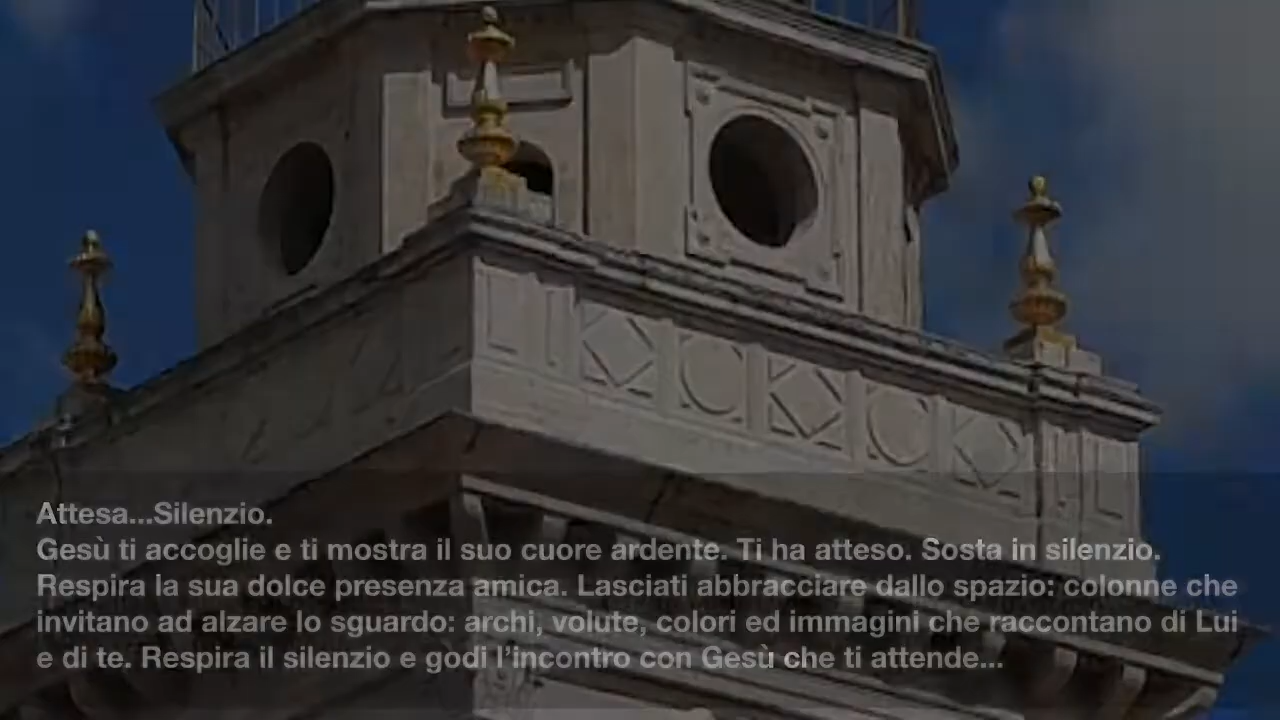 Attesa...Silenzio.
Gesù ti accoglie e ti mostra il suo cuore ardente. Ti ha atteso. Sosta in silenzio.
Respira la sua dolce presenza amica. Lasciati abbracciare dallo spazio: colonne che
invitano ad alzare lo sguardo: archi, volute, colori ed immagini che raccontano di Lui
e di te. Respira il silenzio e godi l’incontro con Gesù che ti attende...